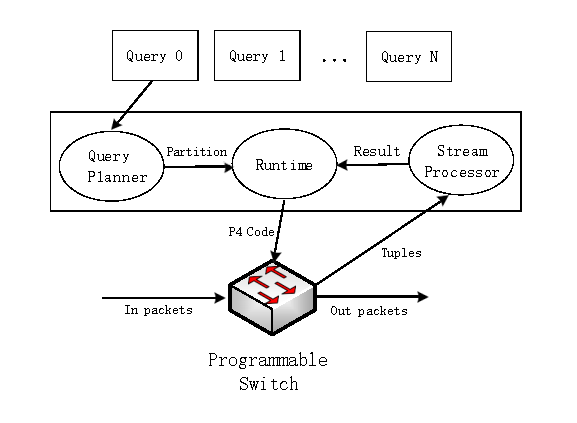 Query 0
Query 1
...
Query N
Query
Planner
Partition
Runtime
Result
Stream
Processor
P4 Code
Tuples
In packets
Out packets
Programmable
Switch